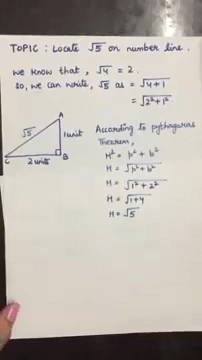 TOPIC: Locate √5 on number line.
we know that, √4 = 2.
so, we can write, √5 as = √4+1
= √2²+1²
A
√5
1 unit
C
B
2 units
According to pythagoras
Theorem,
H² = p² + b²
H = √p² + b²
H = √1² + 2²
H = √1+4
H = √5